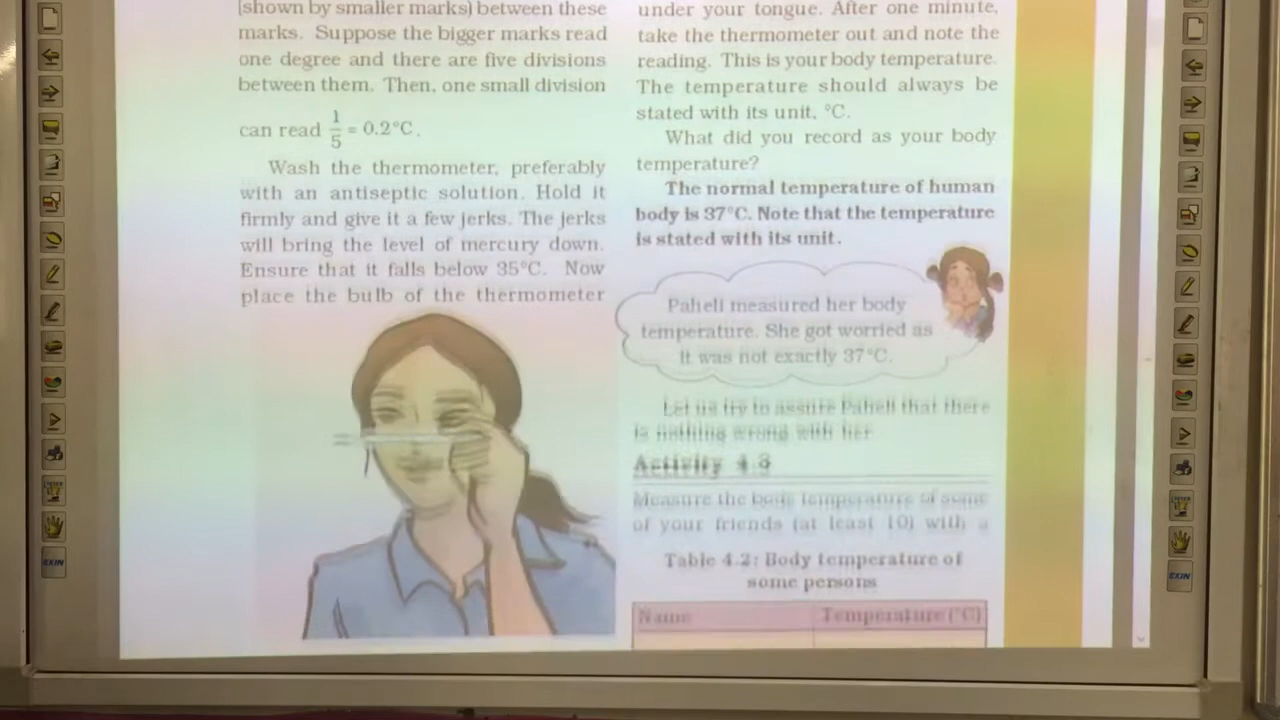 (shown by smaller marks) between these
marks. Suppose the bigger marks read
one degree and there are five divisions
between them. Then, one small division
can read 1/5 = 0.2°C.
Wash the thermometer, preferably
with an antiseptic solution. Hold it
firmly and give it a few jerks. The jerks
will bring the level of mercury down.
Ensure that it falls below 35°C. Now
place the bulb of the thermometer
under your tongue. After one minute,
take the thermometer out and note the
reading. This is your body temperature.
The temperature should always be
stated with its unit, °C.
What did you record as your body
temperature?
The normal temperature of human
body is 37°C. Note that the temperature
is stated with its unit.
Paheli measured her body
temperature. She got worried as
it was not exactly 37°C.
Let us try to assure Paheli that there
is nothing wrong with her
Activity 4.3
Measure the body temperature of some
of your friends (at least 10) with a
Table 4.2: Body temperature of
some persons
Name Temperature (°C)
EXIN
EXIN